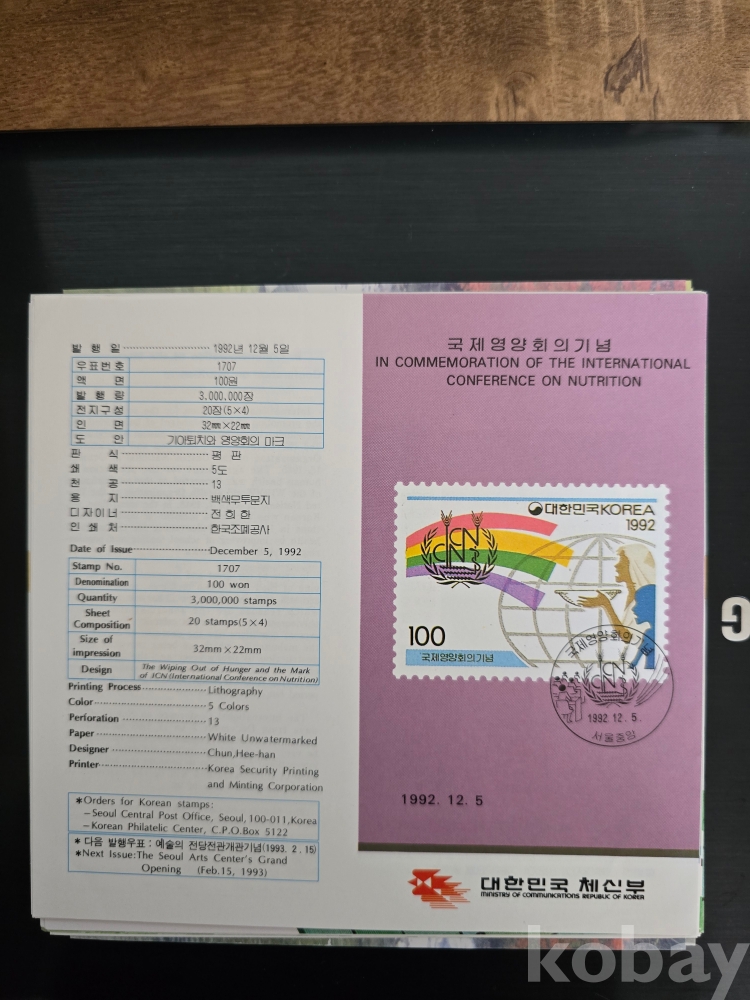 발 행 일 ······················ 1992년 12월 5일
우표번호 1707
액 면 100원
발 행 량 3.000.000장
전지구성 20장(5×4)
인 면 32㎜×22㎜
도 안 기아퇴치와 영양회의 마크
판 식 ······················ 평 판
쇄 색 ······················ 5도
천 공 ······················ 13
용 지 ······················ 백색무투문지
디자이너 ······················ 전 희 한
인 쇄 처 ······················ 한국조폐공사
Date of Issue ······················ December 5, 1992
Stamp No. 1707
Denomination 100 won
Quantity 3,000,000 stamps
Sheet Composition 20 stamps(5×4)
Size of impression 32mm×22mm
Design The Wiping Out of Hunger and the Mark
of ICN(International Conference on Nutrition)
Printing Process ······················ Lithography
Color ······················ 5 Colors
Perforation ······················ 13
Paper ······················ White Unwatermarked
Designer ······················ Chun,Hee-han
Printer ······················ Korea Security Printing
and Minting Corporation
*Orders for Korean stamps:
–Seoul Central Post Office, Seoul,100-011,Korea
–Korean Philatelic Center, C.P.O.Box 5122
* 다음 발행우표 : 예술의 전당전관개관기념(1993. 2. 15)
*Next Issue:The Seoul Arts Center's Grand
Opening (Feb.15, 1993)
국제영양회의기념
IN COMMEMORATION OF THE INTERNATIONAL
CONFERENCE ON NUTRITION
대한민국KOREA
1992
ICN
100
국제영양회의기념
국제영양회의기념
ICN
1992.12.5.
서울중앙
1992. 12. 5
대한민국 체신부
MINISTRY OF COMMUNICATIONS REPUBLIC OF KOREA
G
kobay